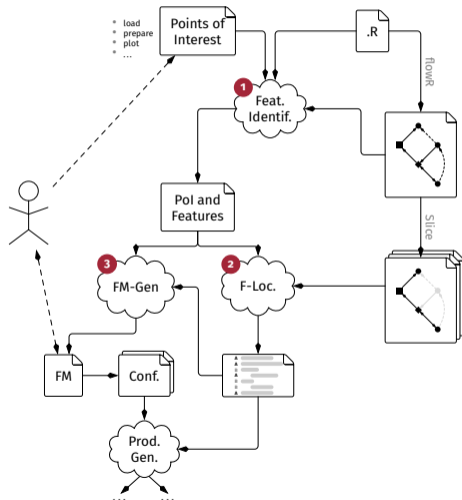 • load
• prepare
• plot
• ...
Points of
Interest
.R
flowR
1
Feat.
Identif.
PoI and
Features
Slice
3
FM-Gen
2
F-Loc.
FM
Conf.
Prod.
Gen.
... ...